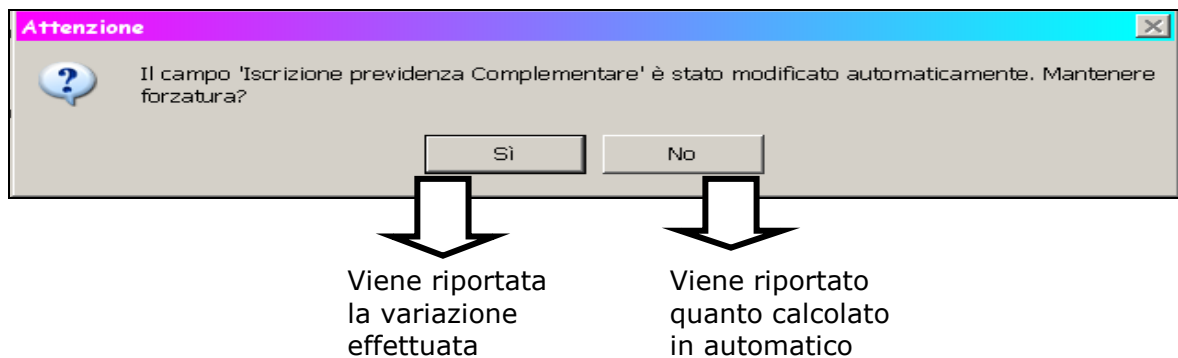 Attenzione
Il campo 'Iscrizione previdenza Complementare' è stato modificato automaticamente. Mantenere
forzatura?
Sì
No
Viene riportata
la variazione
effettuata
Viene riportato
quanto calcolato
in automatico